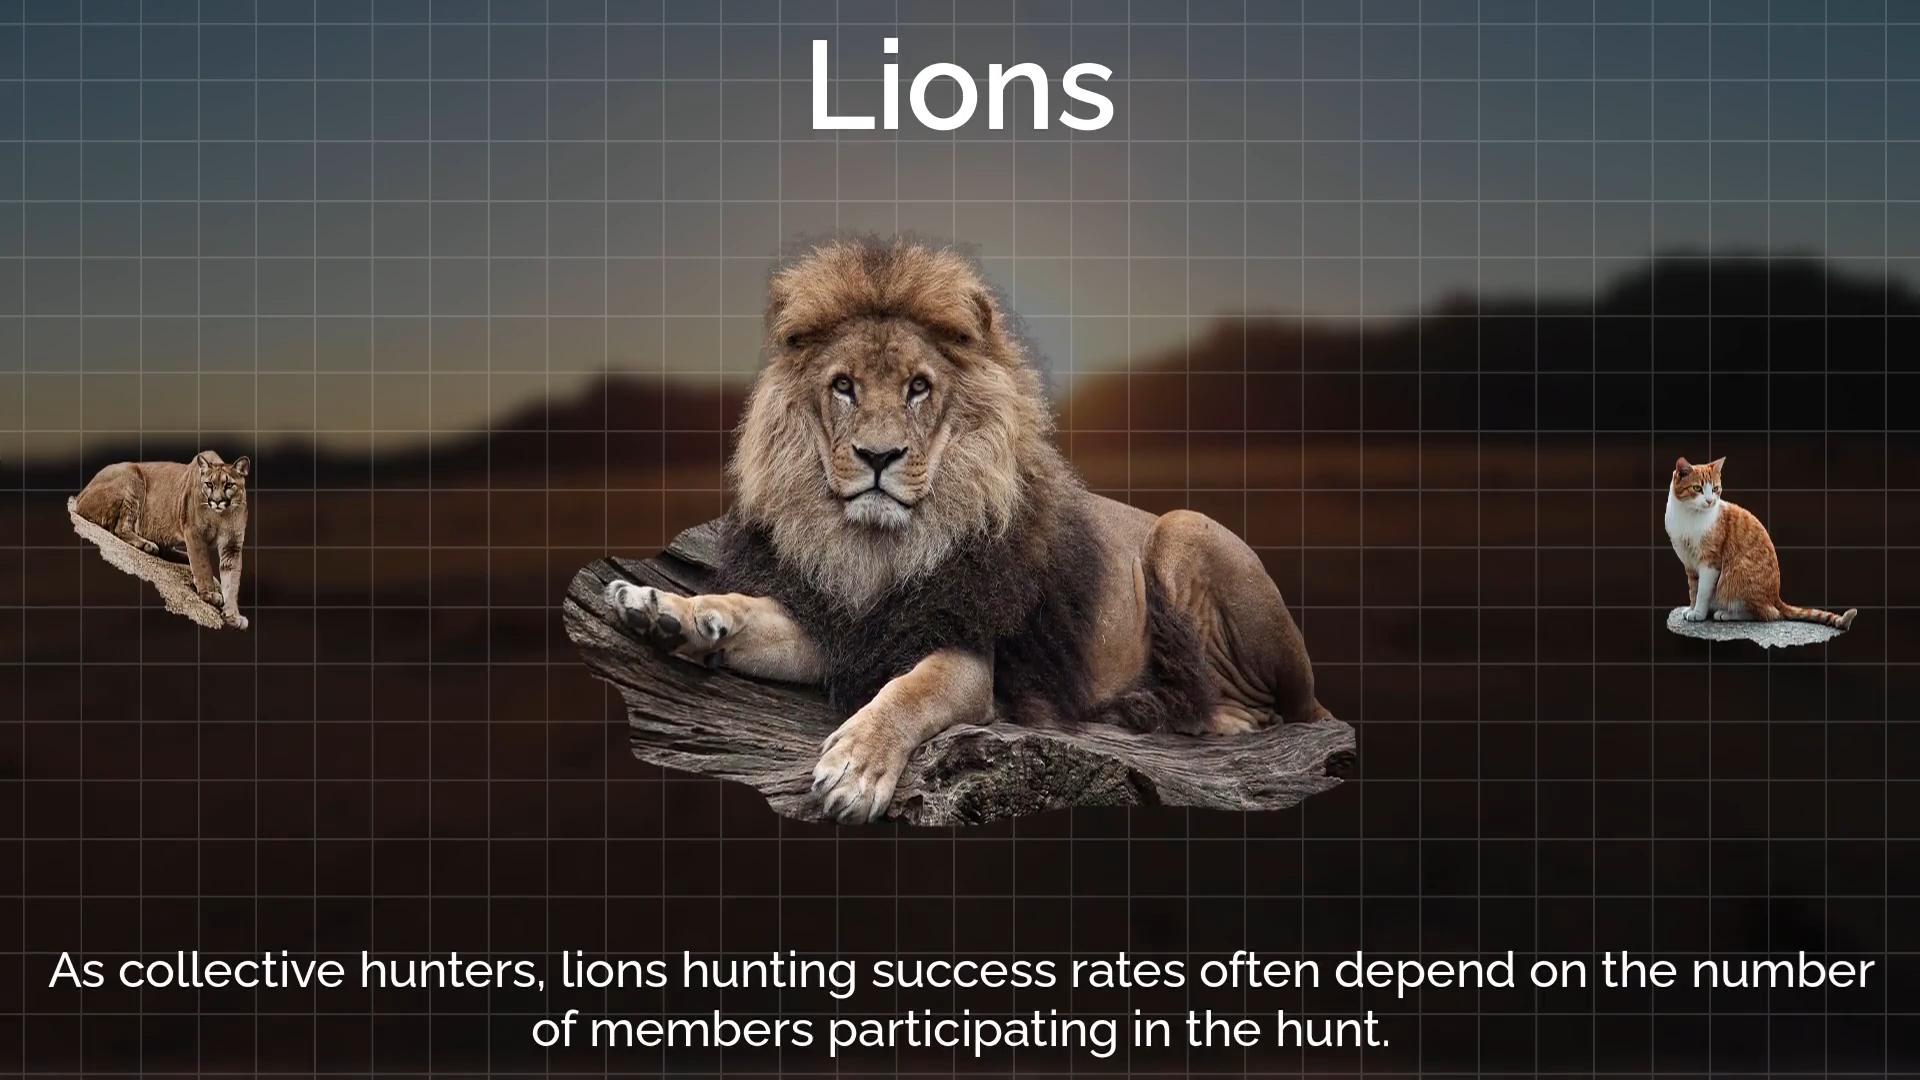 Lions
As collective hunters, lions hunting success rates often depend on the number
of members participating in the hunt.